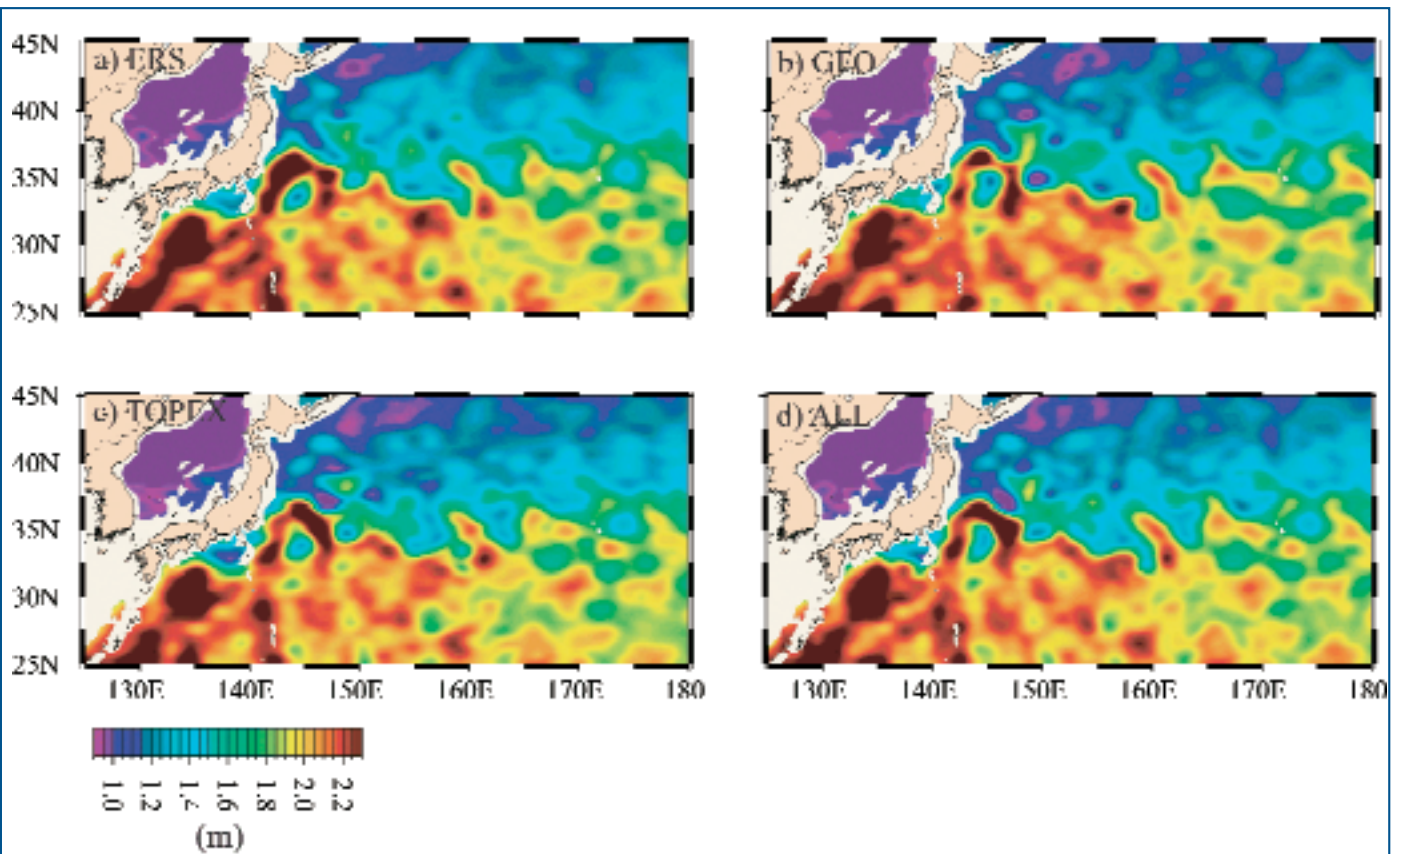 a) ERS
b) GEO
45N
40N
35N
30N
25N
c) TOPEX
d) ALL
45N
40N
35N
30N
25N
130E 140E 150E 160E 170E 180
130E 140E 150E 160E 170E 180
1.0 1.2 1.4 1.6 1.8 2.0 2.2
(m)